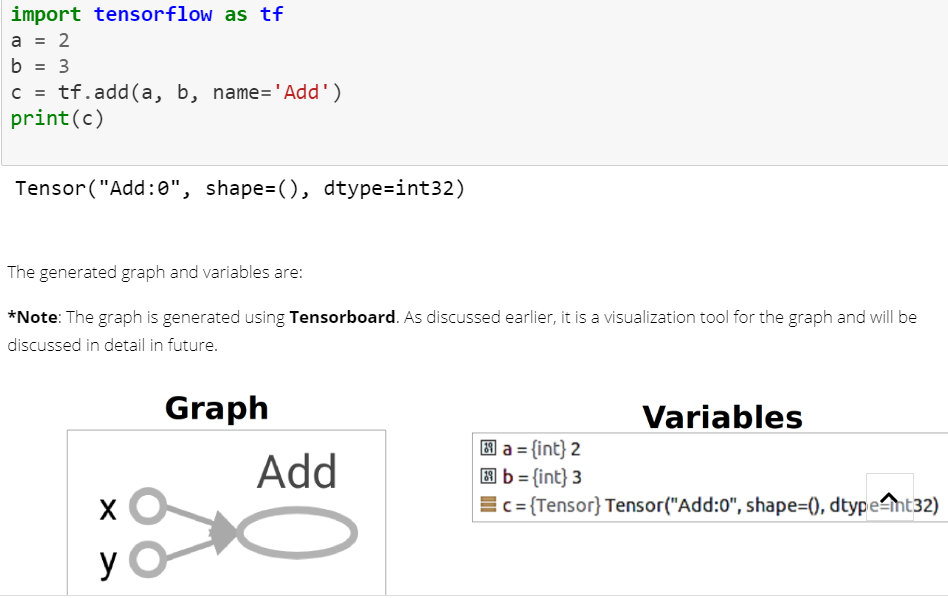 import tensorflow as tf
a = 2
b = 3
c = tf.add(a, b, name='Add')
print(c)
Tensor("Add:0", shape=(), dtype=int32)
The generated graph and variables are:
*Note: The graph is generated using Tensorboard. As discussed earlier, it is a visualization tool for the graph and will be
discussed in detail in future.
Graph
Add
x
y
Variables
a = {int} 2
b = {int} 3
c = {Tensor} Tensor("Add:0", shape=(), dtype=int32)